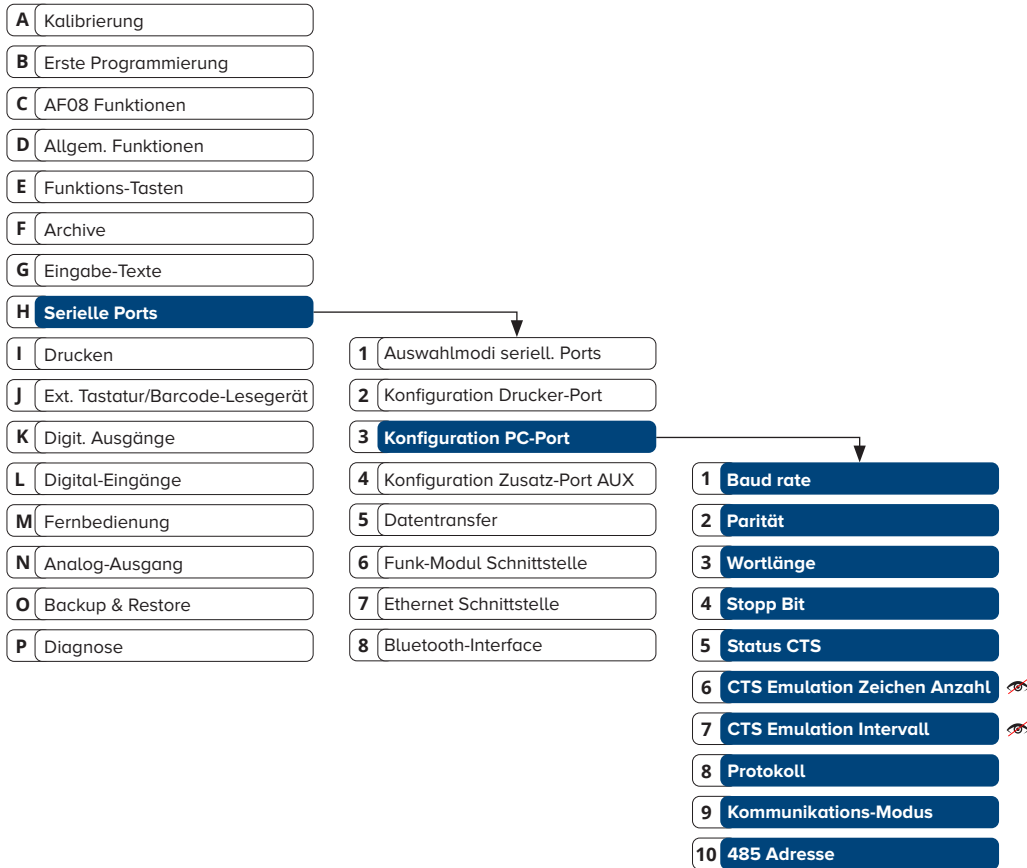 A Kalibrierung
B Erste Programmierung
C AF08 Funktionen
D Allgem. Funktionen
E Funktions-Tasten
F Archive
G Eingabe-Texte
H Serielle Ports
I Drucken
J Ext. Tastatur/Barcode-Lesegerät
K Digit. Ausgänge
L Digital-Eingänge
M Fernbedienung
N Analog-Ausgang
O Backup & Restore
P Diagnose
1 Auswahlmodi seriell. Ports
2 Konfiguration Drucker-Port
3 Konfiguration PC-Port
4 Konfiguration Zusatz-Port AUX
5 Datentransfer
6 Funk-Modul Schnittstelle
7 Ethernet Schnittstelle
8 Bluetooth-Interface
1 Baud rate
2 Parität
3 Wortlänge
4 Stopp Bit
5 Status CTS
6 CTS Emulation Zeichen Anzahl
7 CTS Emulation Intervall
8 Protokoll
9 Kommunikations-Modus
10 485 Adresse